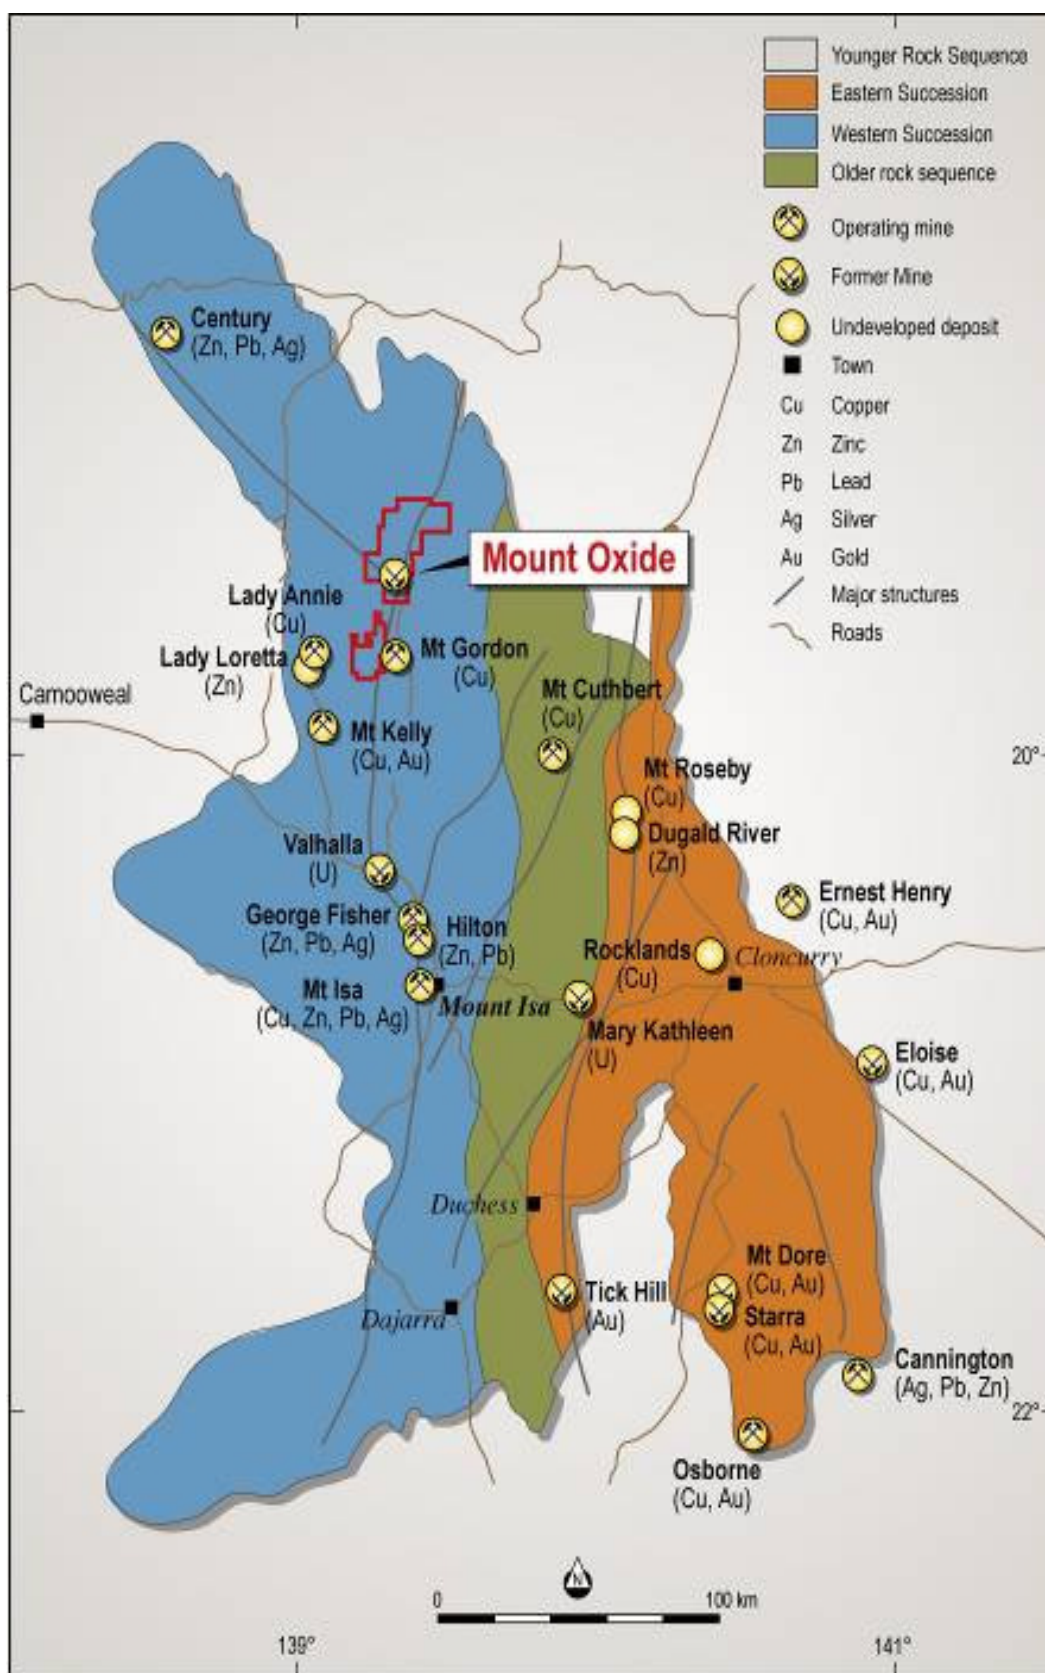 Younger Rock Sequence
Eastern Succession
Western Succession
Older rock sequence
Operating mine
Former Mine
Undeveloped deposit
Town
Cu Copper
Zn Zinc
Pb Lead
Ag Silver
Au Gold
Major structures
Roads
Century
(Zn, Pb, Ag)
Mount Oxide
Lady Annie
(Cu)
Lady Loretta
(Zn)
Mt Gordon
(Cu)
Mt Cuthbert
(Cu)
Camooweal
Mt Kelly
(Cu, Au)
20°
Mt Roseby
(Cu)
Dugald River
(Zn)
Valhalla
(U)
Ernest Henry
(Cu, Au)
George Fisher
(Zn, Pb, Ag)
Hilton
(Zn, Pb)
Rocklands
(Cu)
Cloncurry
Mt Isa
(Cu, Zn, Pb, Ag)
Mount Isa
Mary Kathleen
(U)
Eloise
(Cu, Au)
Duchess
Mt Dore
(Cu, Au)
Tick Hill
(Au)
Starra
(Cu, Au)
Dajarra
Cannington
(Ag, Pb, Zn)
22°
Osborne
(Cu, Au)
N
0 100 km
139° 141°